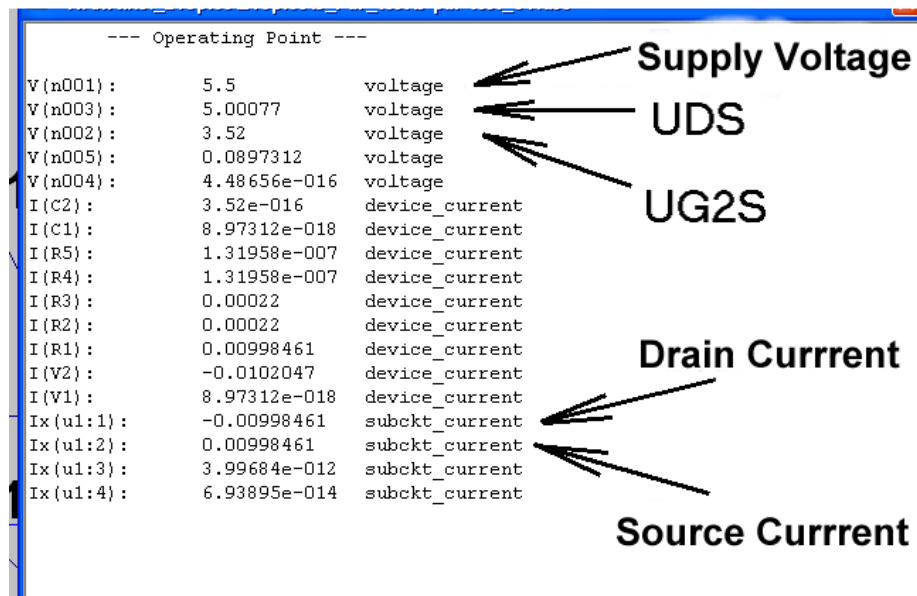 --- Operating Point ---
V(n001): 5.5 voltage
V(n003): 5.00077 voltage
V(n002): 3.52 voltage
V(n005): 0.0897312 voltage
V(n004): 4.48656e-016 voltage
I(C2): 3.52e-016 device_current
I(C1): 8.97312e-018 device_current
I(R5): 1.31958e-007 device_current
I(R4): 1.31958e-007 device_current
I(R3): 0.00022 device_current
I(R2): 0.00022 device_current
I(R1): 0.00998461 device_current
I(V2): -0.0102047 device_current
I(V1): 8.97312e-018 device_current
Ix(u1:1): -0.00998461 subckt_current
Ix(u1:2): 0.00998461 subckt_current
Ix(u1:3): 3.99684e-012 subckt_current
Ix(u1:4): 6.93895e-014 subckt_current
Supply Voltage
UDS
UG2S
Drain Currrent
Source Currrent